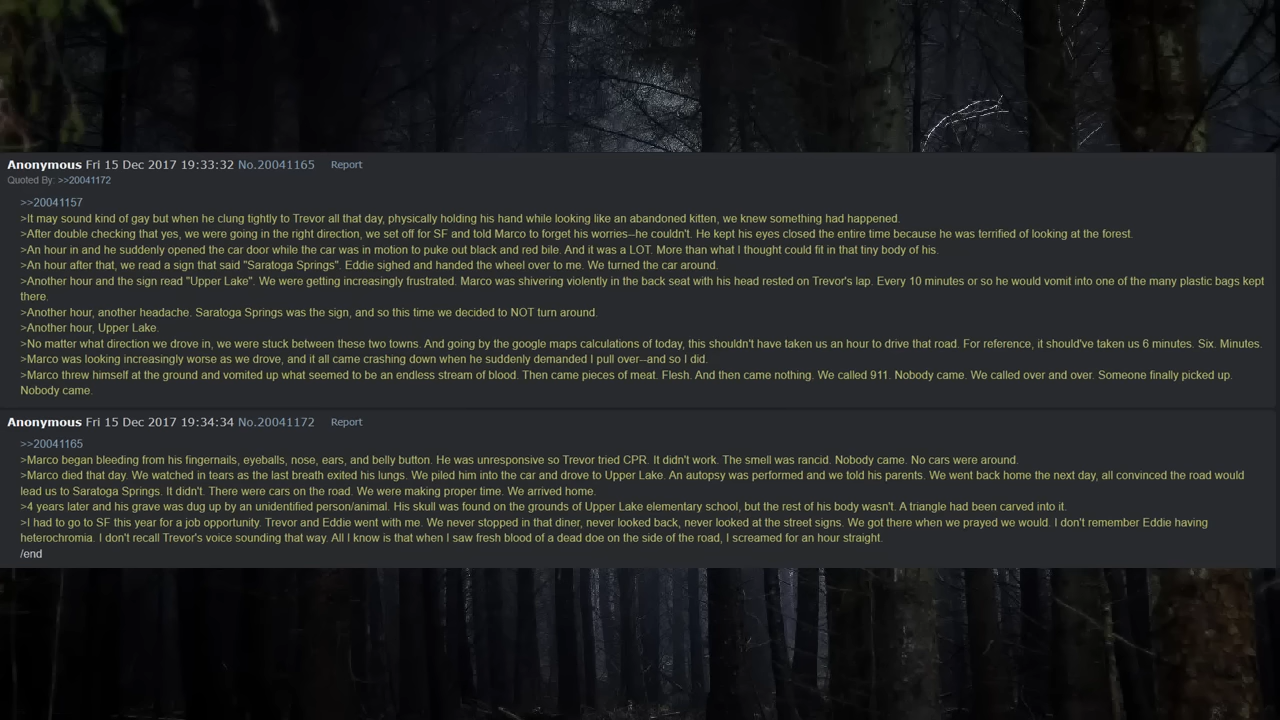 Anonymous Fri 15 Dec 2017 19:33:32 No.20041165 Report
Quoted By: >>20041172
>>20041157
>It may sound kind of gay but when he clung tightly to Trevor all that day, physically holding his hand while looking like an abandoned kitten, we knew something had happened.
>After double checking that yes, we were going in the right direction, we set off for SF and told Marco to forget his worries--he couldn't. He kept his eyes closed the entire time because he was terrified of looking at the forest.
>An hour in and he suddenly opened the car door while the car was in motion to puke out black and red bile. And it was a LOT. More than what I thought could fit in that tiny body of his.
>An hour after that, we read a sign that said "Saratoga Springs". Eddie sighed and handed the wheel over to me. We turned the car around.
>Another hour and the sign read "Upper Lake". We were getting increasingly frustrated. Marco was shivering violently in the back seat with his head rested on Trevor's lap. Every 10 minutes or so he would vomit into one of the many plastic bags kept
there.
>Another hour, another headache. Saratoga Springs was the sign, and so this time we decided to NOT turn around.
>Another hour, Upper Lake.
>No matter what direction we drove in, we were stuck between these two towns. And going by the google maps calculations of today, this shouldn't have taken us an hour to drive that road. For reference, it should've taken us 6 minutes. Six. Minutes.
>Marco was looking increasingly worse as we drove, and it all came crashing down when he suddenly demanded I pull over--and so I did.
>Marco threw himself at the ground and vomited up what seemed to be an endless stream of blood. Then came pieces of meat. Flesh. And then came nothing. We called 911. Nobody came. We called over and over. Someone finally picked up.
Nobody came.
Anonymous Fri 15 Dec 2017 19:34:34 No.20041172 Report
>>20041165
>Marco began bleeding from his fingernails, eyeballs, nose, ears, and belly button. He was unresponsive so Trevor tried CPR. It didn't work. The smell was rancid. Nobody came. No cars were around.
>Marco died that day. We watched in tears as the last breath exited his lungs. We piled him into the car and drove to Upper Lake. An autopsy was performed and we told his parents. We went back home the next day, all convinced the road would
lead us to Saratoga Springs. It didn't. There were cars on the road. We were making proper time. We arrived home.
>4 years later and his grave was dug up by an unidentified person/animal. His skull was found on the grounds of Upper Lake elementary school, but the rest of his body wasn't. A triangle had been carved into it.
>I had to go to SF this year for a job opportunity. Trevor and Eddie went with me. We never stopped in that diner, never looked back, never looked at the street signs. We got there when we prayed we would. I don't remember Eddie having
heterochromia. I don't recall Trevor's voice sounding that way. All I know is that when I saw fresh blood of a dead doe on the side of the road, I screamed for an hour straight.
/end